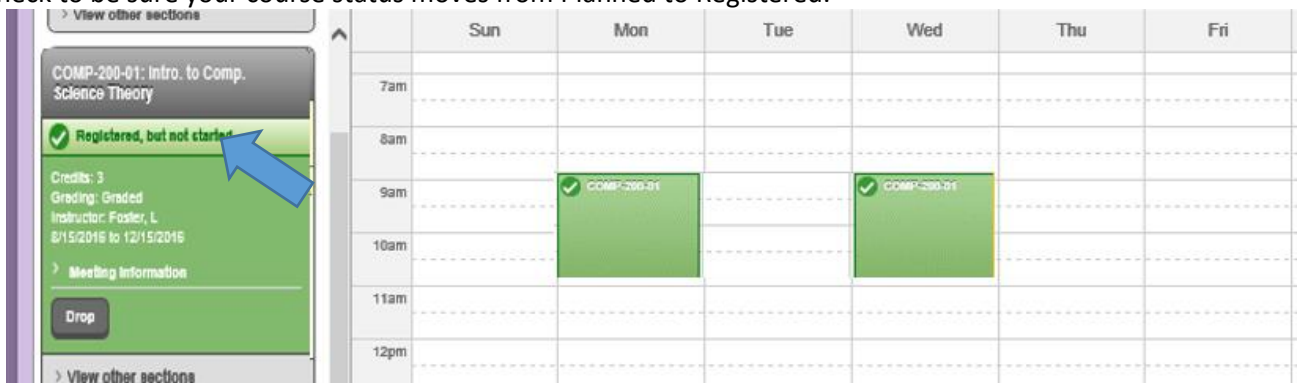 heck to be sure your course status moves from Planned to Registered.
> View other sections
Sun Mon Tue Wed Thu Fri
COMP-200-01: Intro. to Comp.
Science Theory
7am
Registered, but not started
8am
Credits: 3
Grading: Graded
Instructor: Foster, L
8/15/2016 to 12/15/2016
> Meeting Information
Drop
> View other sections
9am
COMP-200-01 COMP-200-01
10am
11am
12pm